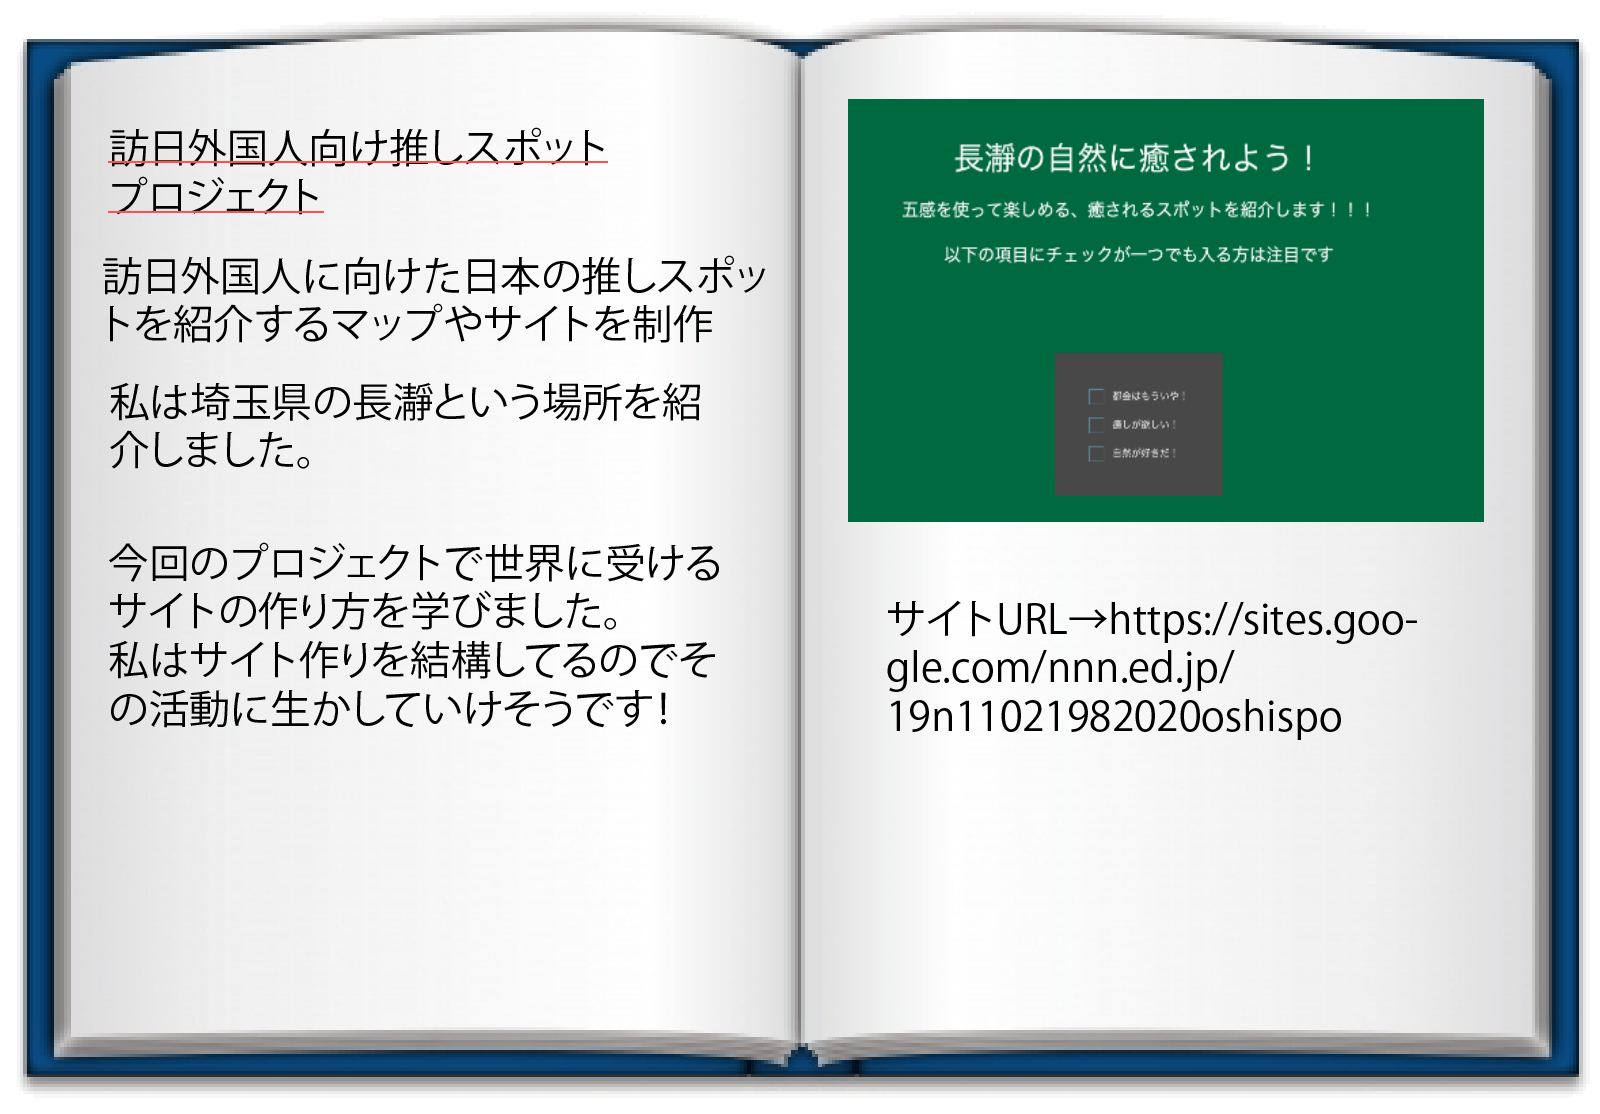 訪日外国人向け推しスポット
プロジェクト
訪日外国人に向けた日本の推しスポッ
トを紹介するマップやサイトを制作
私は埼玉県の長瀞という場所を紹
介しました。
今回のプロジェクトで世界に受ける
サイトの作り方を学びました。
私はサイト作りを結構してるのでそ
の活動に生かしていけそうです！
長瀞の自然に癒されよう！
五感を使って楽しめる、癒されるスポットを紹介します！！！
以下の項目にチェックが一つでも入る方は注目です
都会はもういや！
癒しが欲しい！
自然が好きだ！
サイトURL→https://sites.goo-
gle.com/nnn.ed.jp/
19n11021982020oshispo